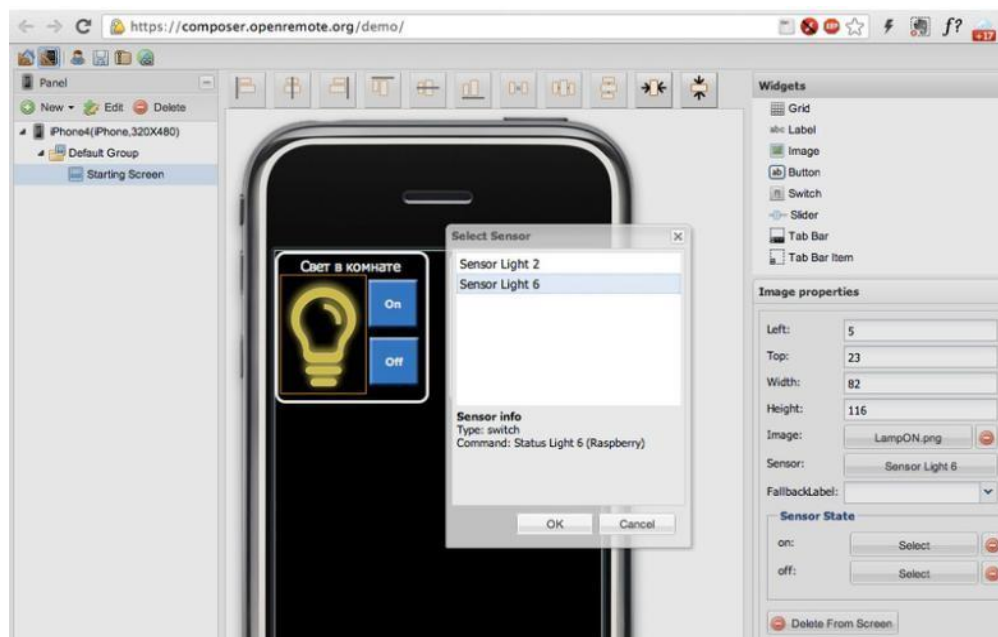 https://composer.openremote.org/demo/
f?
+17
Panel
New
Edit
Delete
iPhone4(iPhone,320X480)
Default Group
Starting Screen
Свет в комнате
On
Off
Select Sensor
Sensor Light 2
Sensor Light 6
Sensor info
Type: switch
Command: Status Light 6 (Raspberry)
OK
Cancel
Widgets
Grid
abc Label
Image
ab Button
Switch
Slider
Tab Bar
Tab Bar Item
Image properties
Left: 5
Top: 23
Width: 82
Height: 116
Image: LampON.png
Sensor: Sensor Light 6
FallbackLabel:
Sensor State
on: Select
off: Select
Delete From Screen